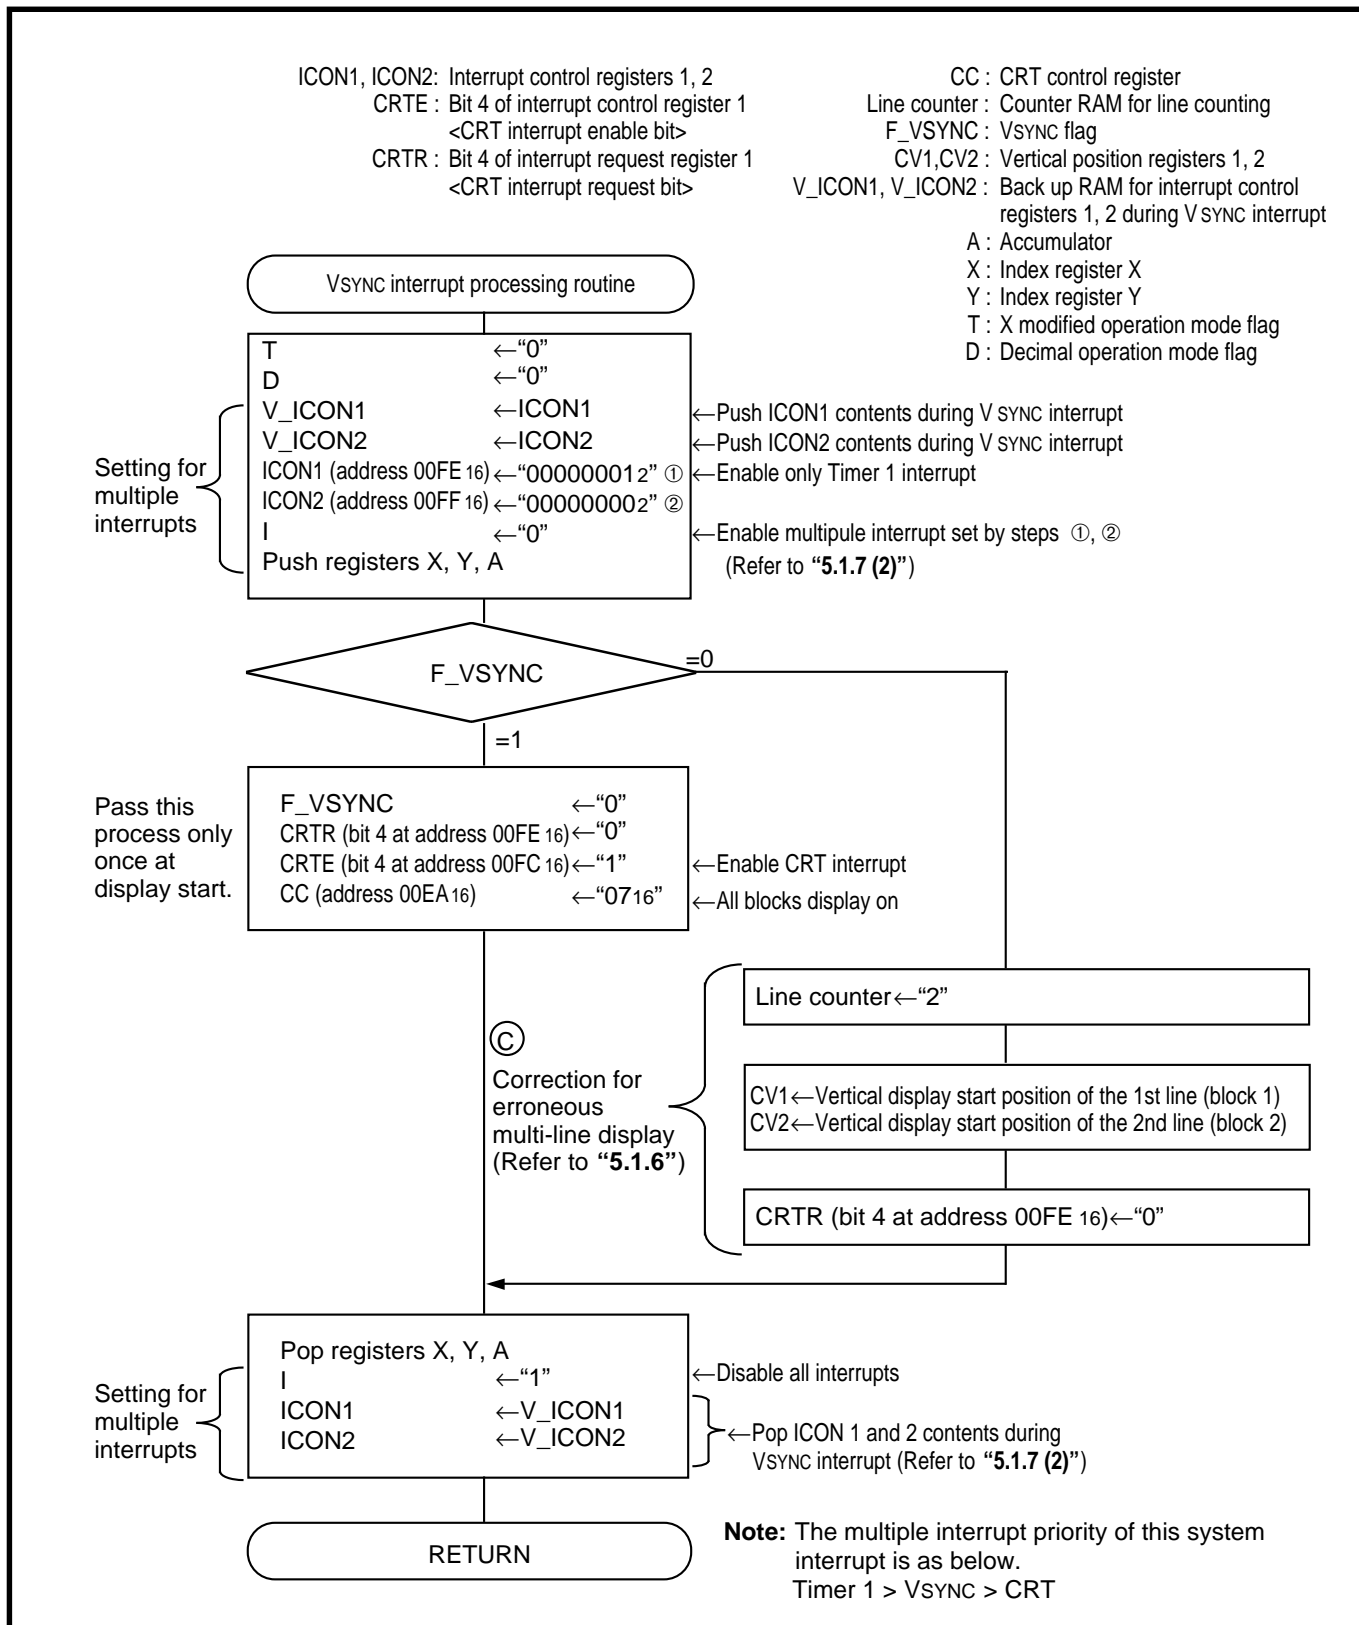 ICON1, ICON2: Interrupt control registers 1, 2
CRTE : Bit 4 of interrupt control register 1
<CRT interrupt enable bit>
CRTR : Bit 4 of interrupt request register 1
<CRT interrupt request bit>
CC : CRT control register
Line counter : Counter RAM for line counting
F_VSYNC : VSYNC flag
CV1,CV2 : Vertical position registers 1, 2
V_ICON1, V_ICON2 : Back up RAM for interrupt control
registers 1, 2 during V SYNC interrupt
A : Accumulator
X : Index register X
Y : Index register Y
T : X modified operation mode flag
D : Decimal operation mode flag
VSYNC interrupt processing routine
T ←“0”
D ←“0”
V_ICON1 ←ICON1 ←Push ICON1 contents during V SYNC interrupt
V_ICON2 ←ICON2 ←Push ICON2 contents during V SYNC interrupt
ICON1 (address 00FE 16) ←“000000012” ① ←Enable only Timer 1 interrupt
ICON2 (address 00FF 16) ←“000000002” ②
I ←“0” ←Enable multipule interrupt set by steps ①, ②
Push registers X, Y, A (Refer to “5.1.7 (2)”)
Setting for
multiple
interrupts
F_VSYNC
=0
=1
Pass this
process only
once at
display start.
F_VSYNC ←“0”
CRTR (bit 4 at address 00FE 16)←“0”
CRTE (bit 4 at address 00FC 16)←“1” ←Enable CRT interrupt
CC (address 00EA16) ←“0716” ←All blocks display on
Line counter←“2”
C
Correction for
erroneous
multi-line display
(Refer to “5.1.6”)
CV1←Vertical display start position of the 1st line (block 1)
CV2←Vertical display start position of the 2nd line (block 2)
CRTR (bit 4 at address 00FE 16)←“0”
Pop registers X, Y, A
I ←“1” ←Disable all interrupts
ICON1 ←V_ICON1
ICON2 ←V_ICON2
Setting for
multiple
interrupts
←Pop ICON 1 and 2 contents during
VSYNC interrupt (Refer to “5.1.7 (2)”)
RETURN
Note: The multiple interrupt priority of this system
interrupt is as below.
Timer 1 > VSYNC > CRT